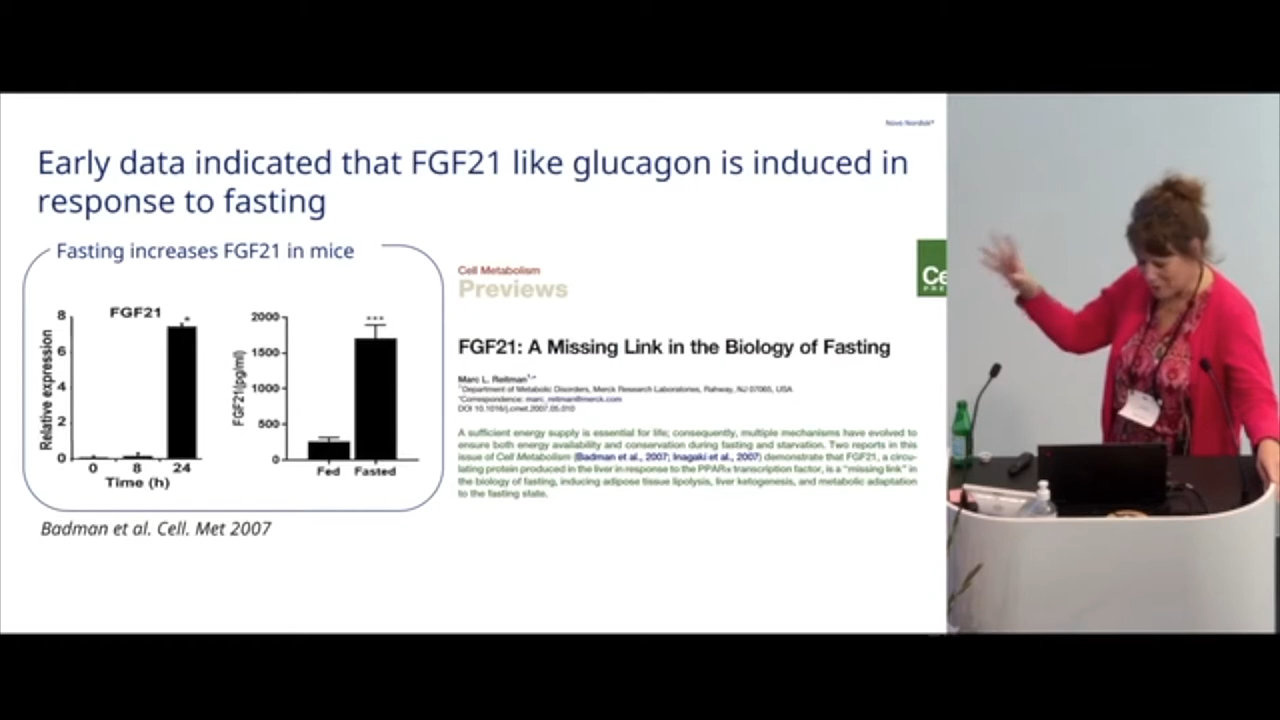 Novo Nordisk®
Early data indicated that FGF21 like glucagon is induced in
response to fasting
Fasting increases FGF21 in mice
FGF21
Relative expression
8
6
4
2
0
*
0 8 24
Time (h)
FGF21(pg/ml)
2000
1500
1000
500
0
***
Fed Fasted
Badman et al. Cell. Met 2007
Cell Metabolism
Previews
Ce
PRE
FGF21: A Missing Link in the Biology of Fasting
Marc L. Reitman1,*
1Department of Metabolic Disorders, Merck Research Laboratories, Rahway, NJ 07065, USA
*Correspondence: marc_reitman@merck.com
DOI 10.1016/j.cmet.2007.05.010
A sufficient energy supply is essential for life; consequently, multiple mechanisms have evolved to
ensure both energy availability and conservation during fasting and starvation. Two reports in this
issue of Cell Metabolism (Badman et al., 2007; Inagaki et al., 2007) demonstrate that FGF21, a circu-
lating protein produced in the liver in response to the PPARα transcription factor, is a "missing link" in
the biology of fasting, inducing adipose tissue lipolysis, liver ketogenesis, and metabolic adaptation
to the fasting state.